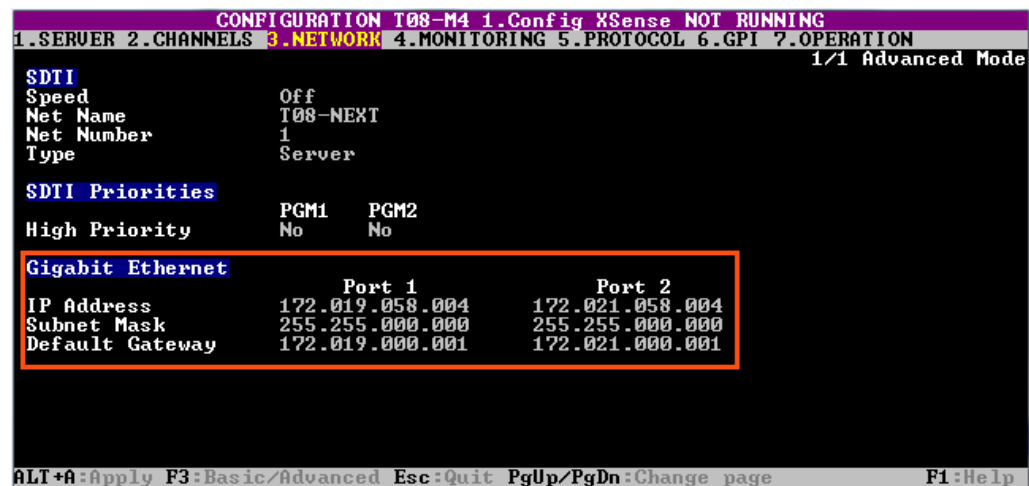 CONFIGURATION T08-M4 1.Config XSense NOT RUNNING
1.SERVER 2.CHANNELS 3.NETWORK 4.MONITORING 5.PROTOCOL 6.GPI 7.OPERATION
1/1 Advanced Mode
SDTI
Speed Off
Net Name T08-NEXT
Net Number 1
Type Server
SDTI Priorities
PGM1 PGM2
High Priority No No
Gigabit Ethernet
Port 1 Port 2
IP Address 172.019.058.004 172.021.058.004
Subnet Mask 255.255.000.000 255.255.000.000
Default Gateway 172.019.000.001 172.021.000.001
ALT+A:Apply F3:Basic/Advanced Esc:Quit PgUp/PgDn:Change page F1:Help